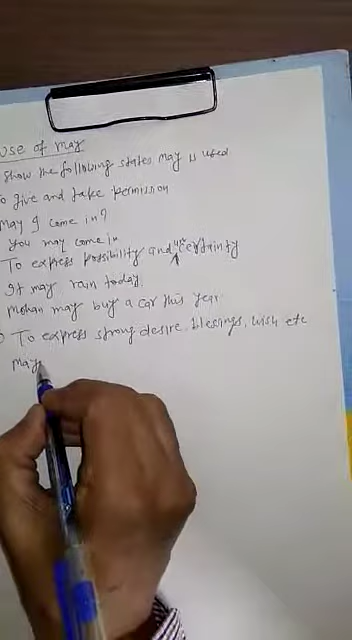 use of may
show the following states may is used
To give and take permission
May I come in?
You may come in
To express possibility and uncertainty
It may rain today.
Mohan may buy a car this year
To express strong desire, blessings, wish etc
May